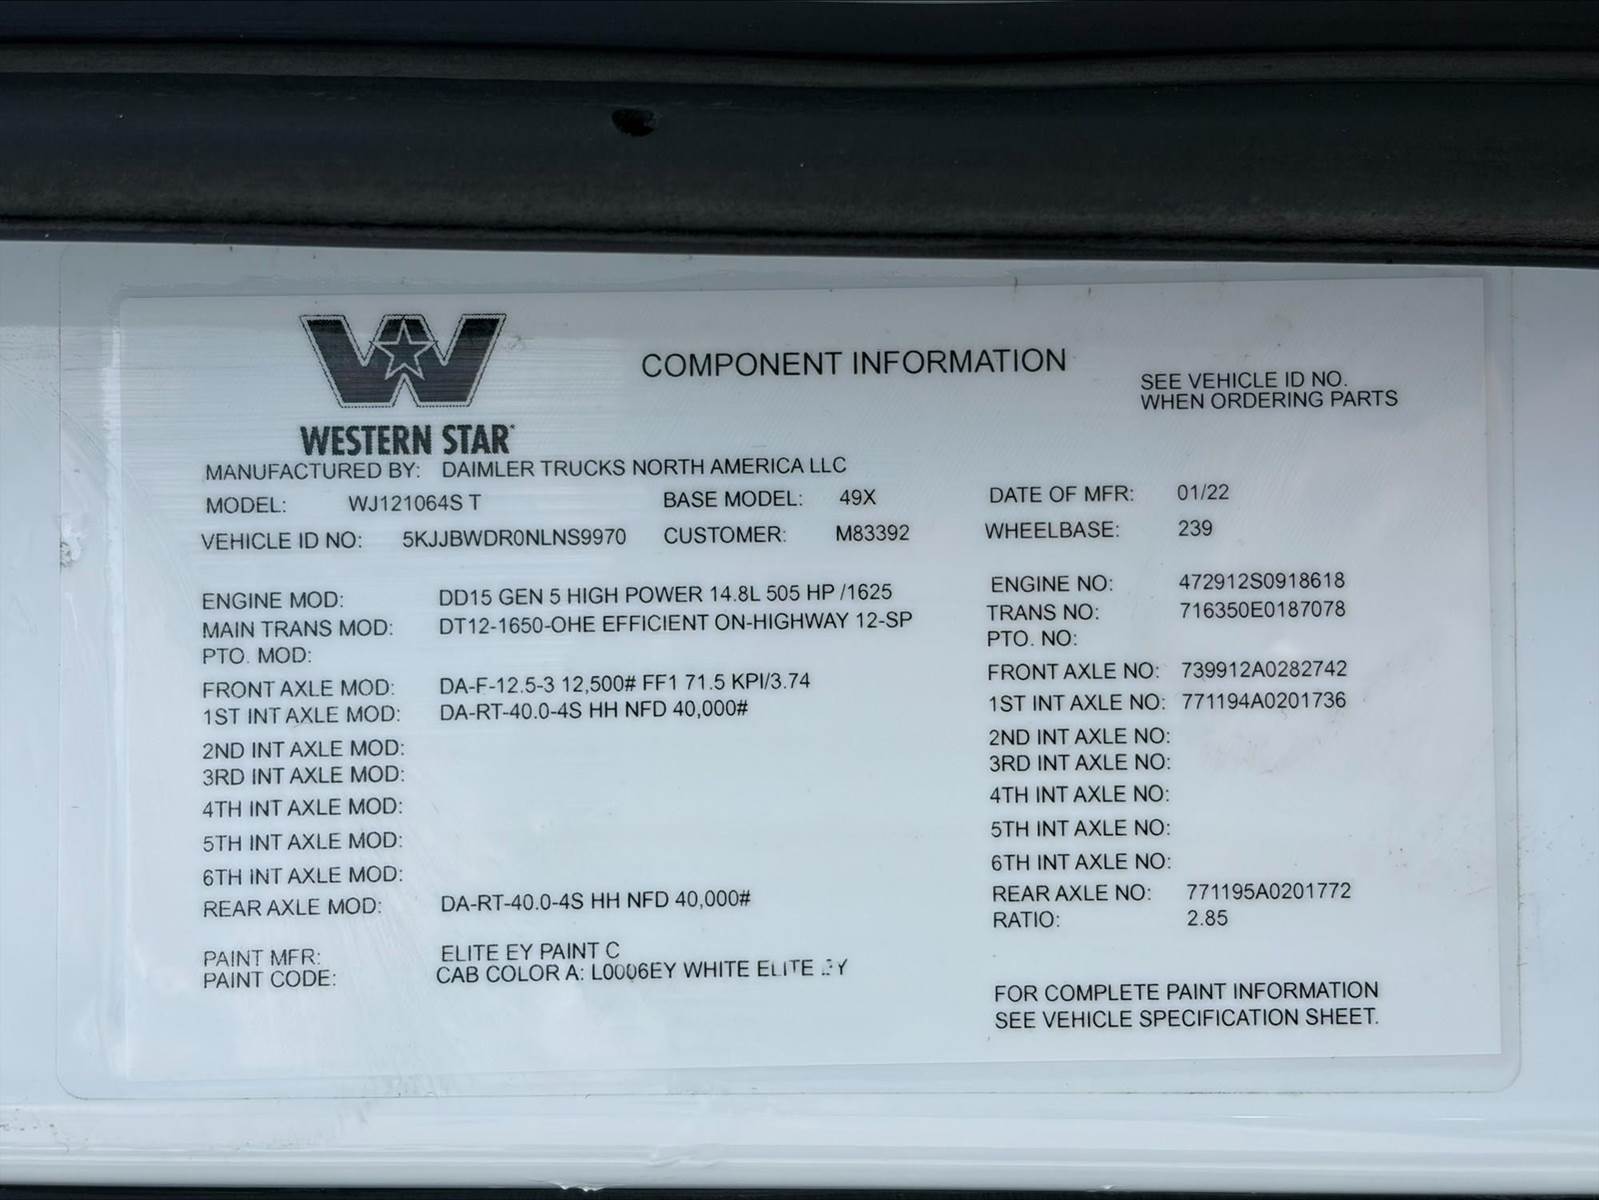 COMPONENT INFORMATION
SEE VEHICLE ID NO.
WHEN ORDERING PARTS
WESTERN STAR
MANUFACTURED BY: DAIMLER TRUCKS NORTH AMERICA LLC
MODEL: WJ121064S T BASE MODEL: 49X DATE OF MFR: 01/22
VEHICLE ID NO: 5KJJBWDR0NLNS9970 CUSTOMER: M83392 WHEELBASE: 239
ENGINE MOD: DD15 GEN 5 HIGH POWER 14.8L 505 HP /1625 ENGINE NO: 472912S0918618
MAIN TRANS MOD: DT12-1650-OHE EFFICIENT ON-HIGHWAY 12-SP TRANS NO: 716350E0187078
PTO. MOD: PTO. NO:
FRONT AXLE MOD: DA-F-12.5-3 12,500# FF1 71.5 KPI/3.74 FRONT AXLE NO: 739912A0282742
1ST INT AXLE MOD: DA-RT-40.0-4S HH NFD 40,000# 1ST INT AXLE NO: 771194A0201736
2ND INT AXLE MOD: 2ND INT AXLE NO:
3RD INT AXLE MOD: 3RD INT AXLE NO:
4TH INT AXLE MOD: 4TH INT AXLE NO:
5TH INT AXLE MOD: 5TH INT AXLE NO:
6TH INT AXLE MOD: 6TH INT AXLE NO:
REAR AXLE MOD: DA-RT-40.0-4S HH NFD 40,000# REAR AXLE NO: 771195A0201772
RATIO: 2.85
PAINT MFR: ELITE EY PAINT C
PAINT CODE: CAB COLOR A: L0006EY WHITE ELITE EY
FOR COMPLETE PAINT INFORMATION
SEE VEHICLE SPECIFICATION SHEET.